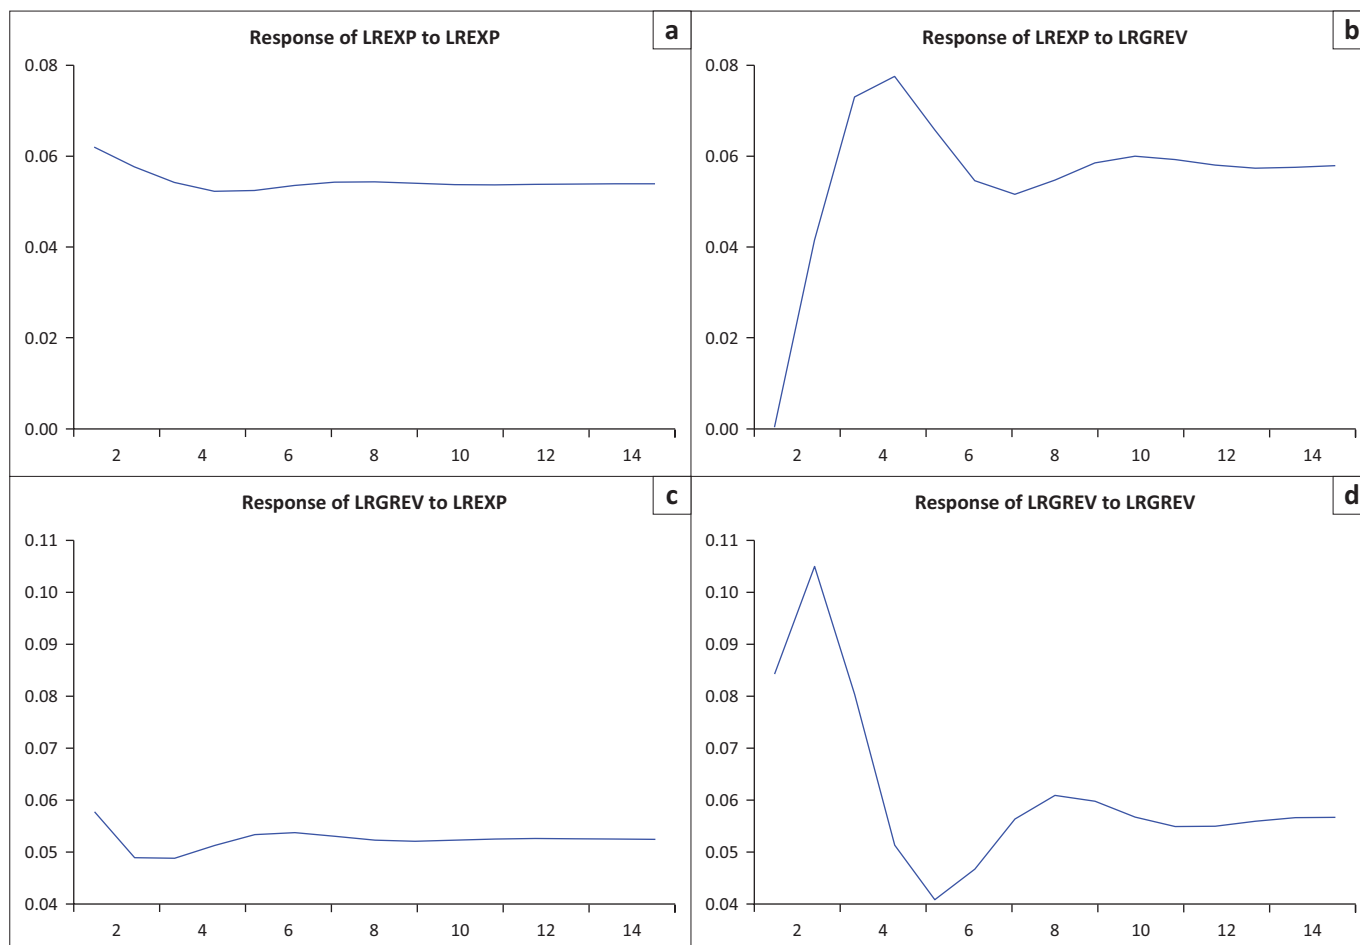 Response of LREXP to LREXP
a
0.08
0.06
0.04
0.02
0.00
2 4 6 8 10 12 14
Response of LREXP to LRGREV
b
0.08
0.06
0.04
0.02
0.00
2 4 6 8 10 12 14
Response of LRGREV to LREXP
c
0.11
0.10
0.09
0.08
0.07
0.06
0.05
0.04
2 4 6 8 10 12 14
Response of LRGREV to LRGREV
d
0.11
0.10
0.09
0.08
0.07
0.06
0.05
0.04
2 4 6 8 10 12 14